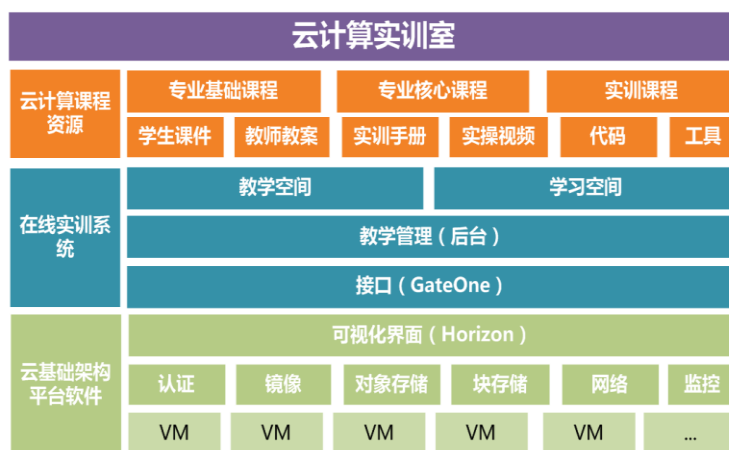 云计算实训室
云计算课程
资源
专业基础课程 专业核心课程 实训课程
学生课件 教师教案 实训手册 实操视频 代码 工具
在线实训系
统
教学空间 学习空间
教学管理（后台）
接口（GateOne）
云基础架构
平台软件
可视化界面（Horizon）
认证 镜像 对象存储 块存储 网络 监控
VM VM VM VM VM ...